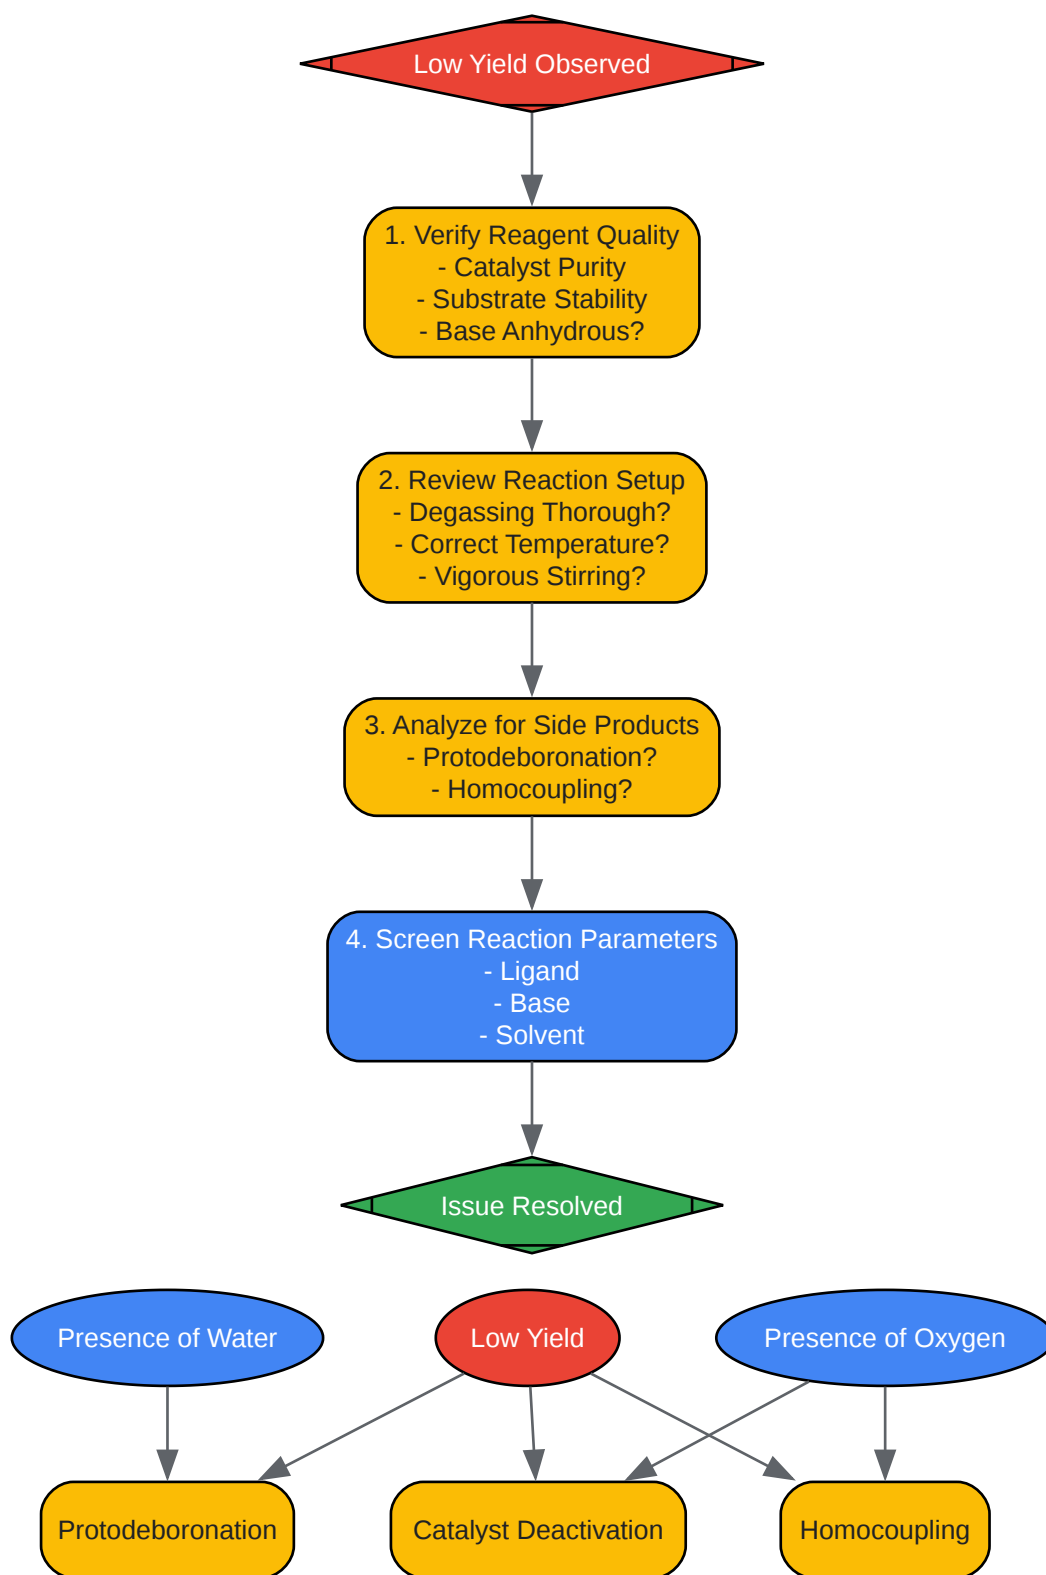 Low Yield Observed
1. Verify Reagent Quality
- Catalyst Purity
- Substrate Stability
- Base Anhydrous?
2. Review Reaction Setup
- Degassing Thorough?
- Correct Temperature?
- Vigorous Stirring?
3. Analyze for Side Products
- Protodeboronation?
- Homocoupling?
4. Screen Reaction Parameters
- Ligand
- Base
- Solvent
Issue Resolved
Presence of Water
Low Yield
Presence of Oxygen
Protodeboronation
Catalyst Deactivation
Homocoupling